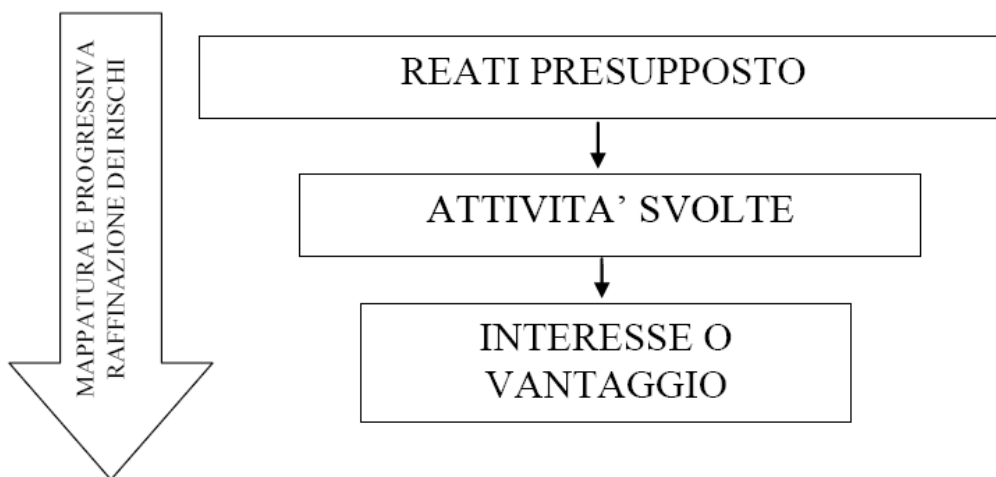 MAPPATURA E PROGRESSIVA
RAFFINAZIONE DEI RISCHI
REATI PRESUPPOSTO
ATTIVITA’ SVOLTE
INTERESSE O
VANTAGGIO